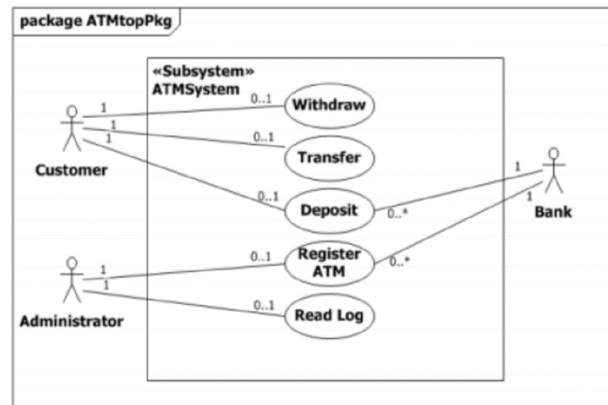 package ATMtopPkg
«Subsystem»
ATMSystem
1
0..1
Withdraw
1
0..1
Transfer
1
Customer
0..1
Deposit
0..*
1
Bank
1
0..1
Register
ATM
0..*
1
1
0..1
Read Log
Administrator